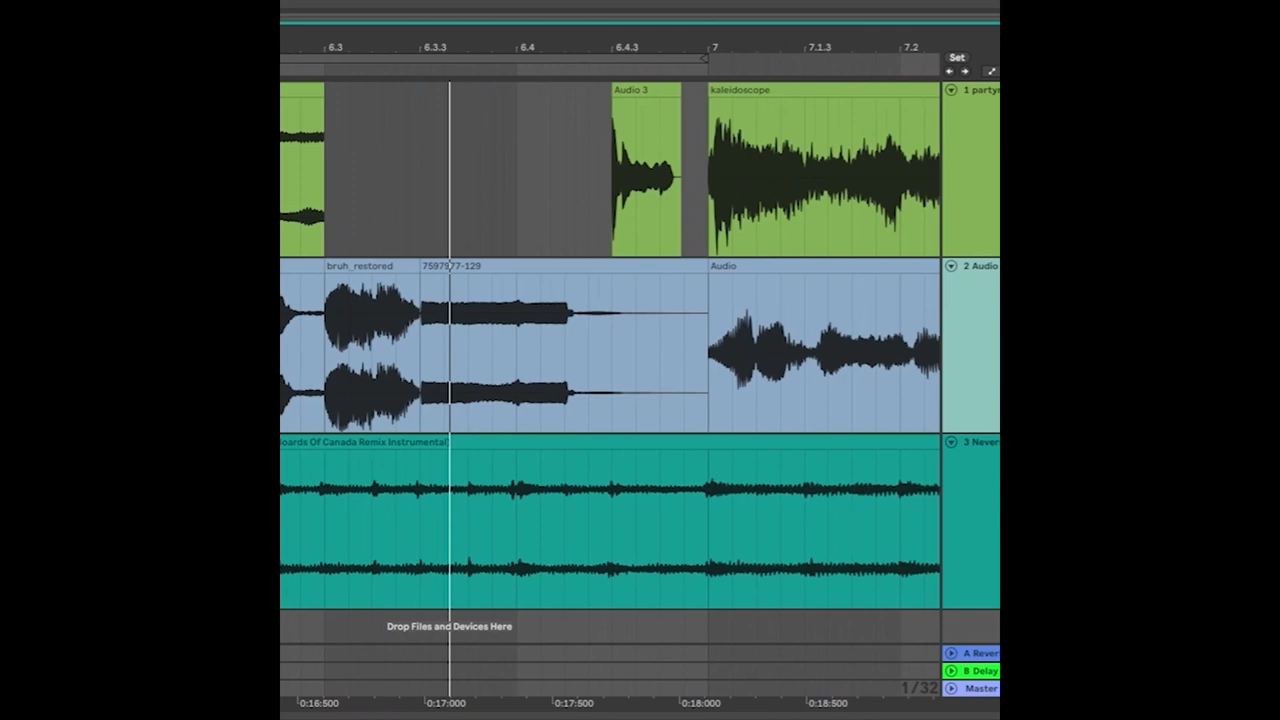 6.3 6.3.3 6.4 6.4.3 7 7.1.3 7.2
Set
Audio 3 kaleidoscope 1 partyr
bruh_restored 7597977-129 Audio 2 Audio
oards Of Canada Remix Instrumental) 3 Never
Drop Files and Devices Here
A Rever
B Delay
1/32 Master
0:16:500 0:17:000 0:17:500 0:18:000 0:18:500